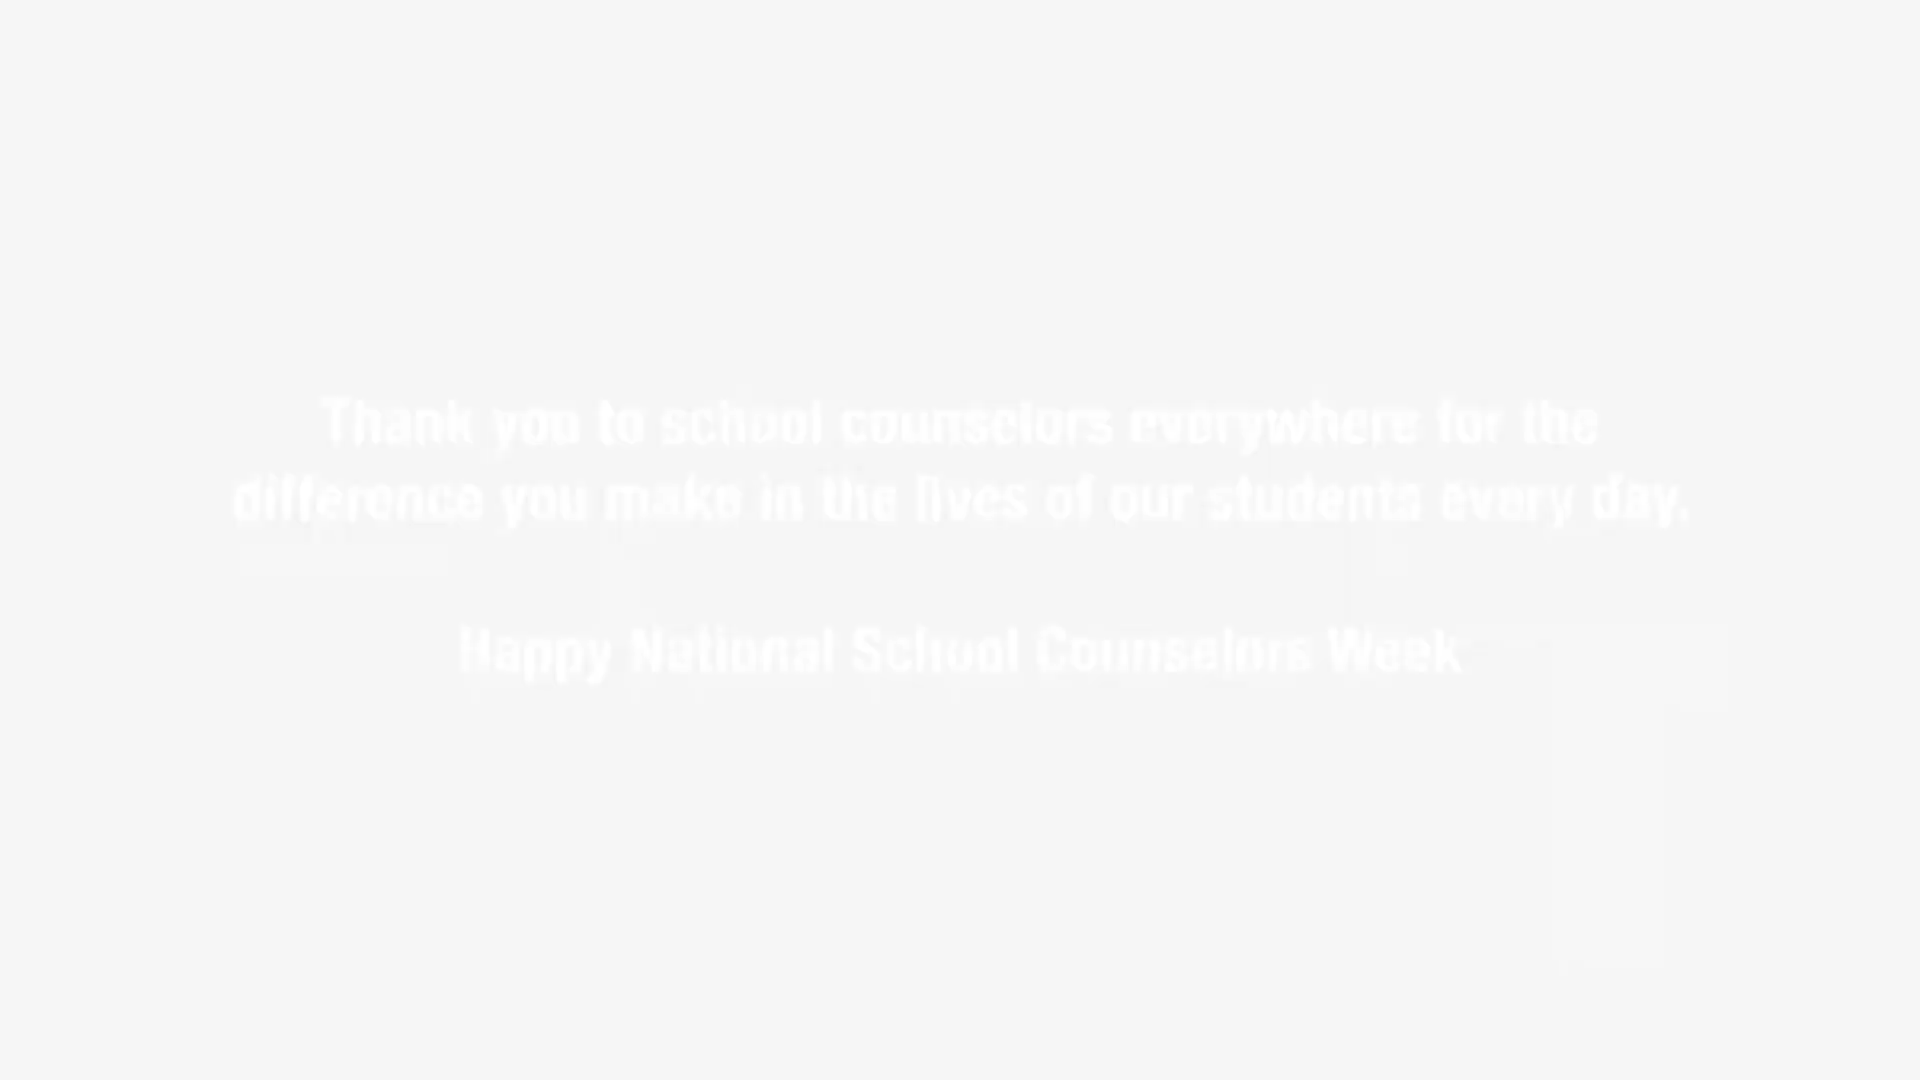 Thank you to school counselors everywhere for the
difference you make in the lives of our students every day.
Happy National School Counselors Week